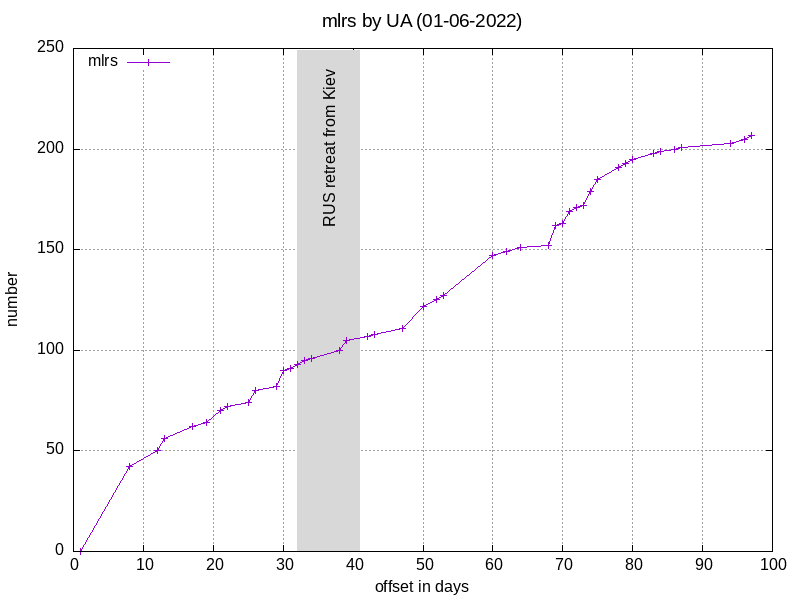 mlrs by UA (01-06-2022)
250
200
150
100
50
0
number
mlrs
RUS retreat from Kiev
0 10 20 30 40 50 60 70 80 90 100
offset in days